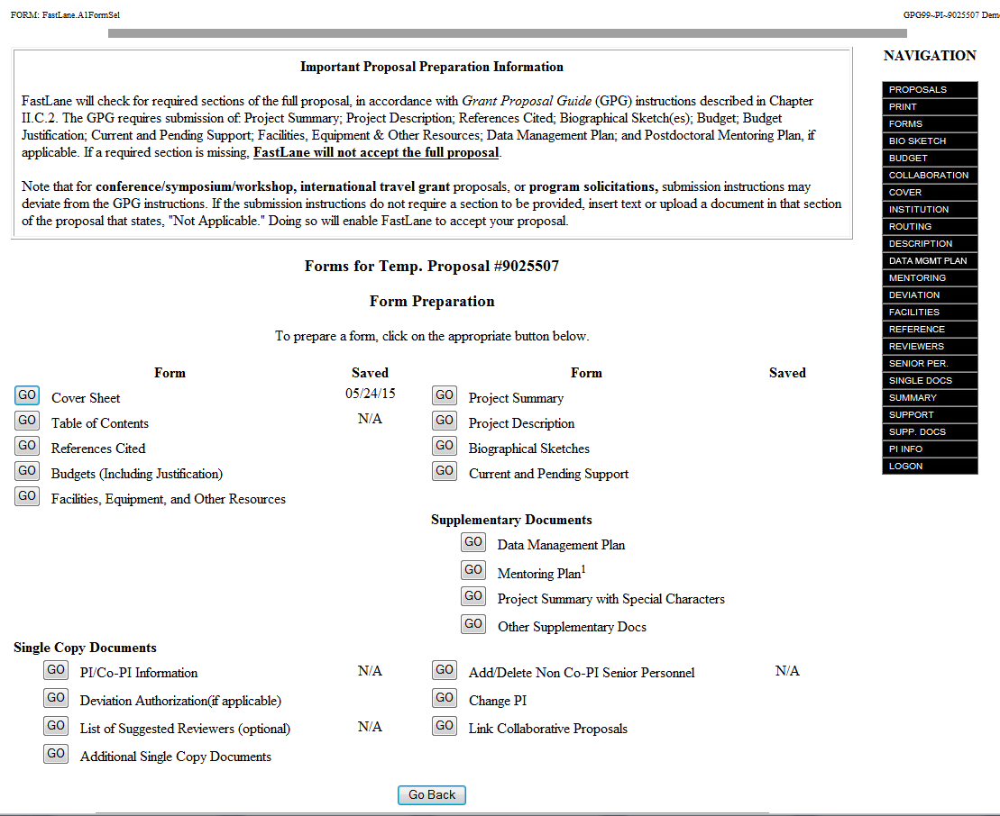 FORM: FastLane.A1FormSel
GPG99~PI~9025507 Demo
Important Proposal Preparation Information
FastLane will check for required sections of the full proposal, in accordance with Grant Proposal Guide (GPG) instructions described in Chapter
II.C.2. The GPG requires submission of: Project Summary; Project Description; References Cited; Biographical Sketch(es); Budget; Budget
Justification; Current and Pending Support; Facilities, Equipment & Other Resources; Data Management Plan; and Postdoctoral Mentoring Plan, if
applicable. If a required section is missing, FastLane will not accept the full proposal.
Note that for conference/symposium/workshop, international travel grant proposals, or program solicitations, submission instructions may
deviate from the GPG instructions. If the submission instructions do not require a section to be provided, insert text or upload a document in that section
of the proposal that states, "Not Applicable." Doing so will enable FastLane to accept your proposal.
Forms for Temp. Proposal #9025507
Form Preparation
To prepare a form, click on the appropriate button below.
Form Saved Form Saved
GO Cover Sheet 05/24/15 GO Project Summary
GO Table of Contents N/A GO Project Description
GO References Cited GO Biographical Sketches
GO Budgets (Including Justification) GO Current and Pending Support
GO Facilities, Equipment, and Other Resources
Supplementary Documents
GO Data Management Plan
GO Mentoring Plan1
GO Project Summary with Special Characters
GO Other Supplementary Docs
Single Copy Documents
GO PI/Co-PI Information N/A GO Add/Delete Non Co-PI Senior Personnel N/A
GO Deviation Authorization(if applicable) GO Change PI
GO List of Suggested Reviewers (optional) N/A GO Link Collaborative Proposals
GO Additional Single Copy Documents
Go Back
NAVIGATION
PROPOSALS
PRINT
FORMS
BIO SKETCH
BUDGET
COLLABORATION
COVER
INSTITUTION
ROUTING
DESCRIPTION
DATA MGMT PLAN
MENTORING
DEVIATION
FACILITIES
REFERENCE
REVIEWERS
SENIOR PER.
SINGLE DOCS
SUMMARY
SUPPORT
SUPP. DOCS
PI INFO
LOGON